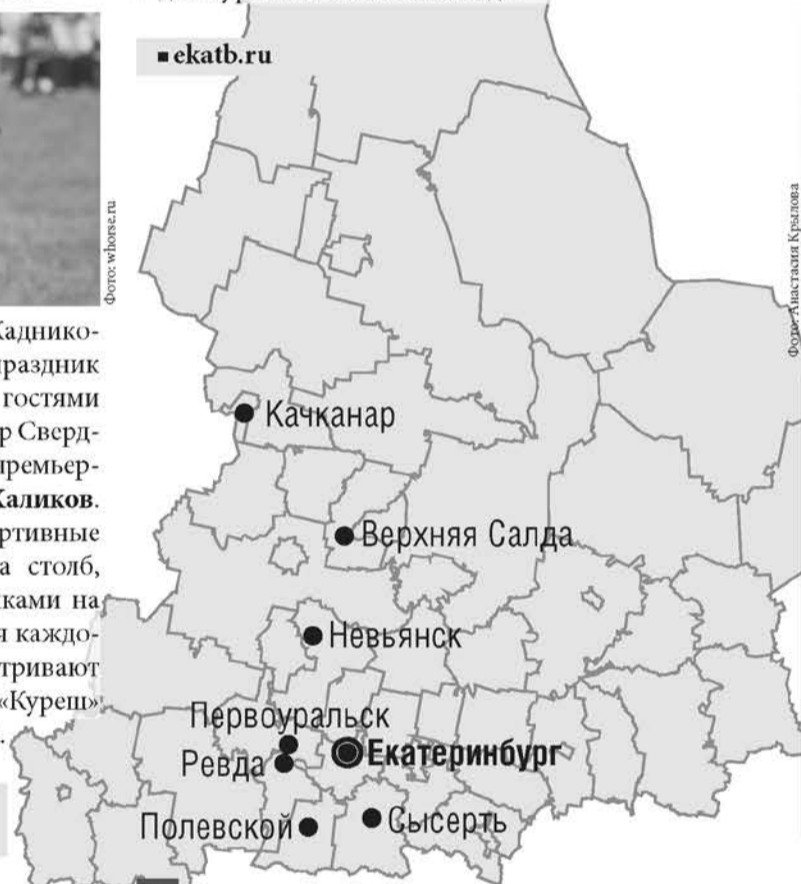 ■ ekatb.ru
Фото: whorse.ru
Фото: Анастасия Крылова
Каднико-
праздник
гостями
р Сверд-
премьер-
Каликов.
ртивные
а столб,
ками на
я каждо-
тривают
«Куреш»
.
Качканар
Верхняя Салда
Невьянск
Первоуральск
Ревда
Екатеринбург
Полевской
Сысерть